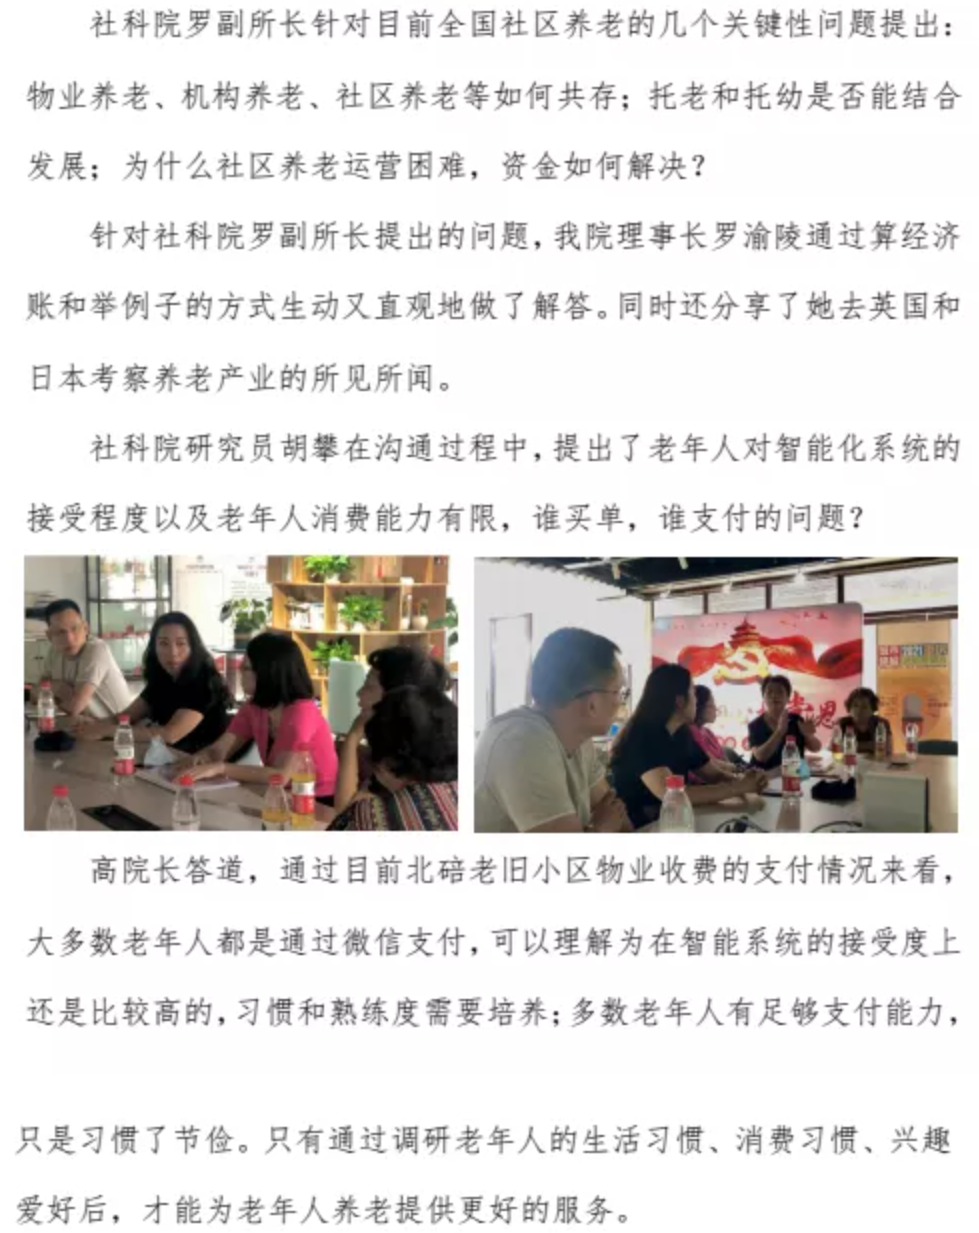 社科院罗副所长针对目前全国社区养老的几个关键性问题提出：
物业养老、机构养老、社区养老等如何共存；托老和托幼是否能结合
发展；为什么社区养老运营困难，资金如何解决？
针对社科院罗副所长提出的问题，我院理事长罗渝陵通过算经济
账和举例子的方式生动又直观地做了解答。同时还分享了她去英国和
日本考察养老产业的所见所闻。
社科院研究员胡攀在沟通过程中，提出了老年人对智能化系统的
接受程度以及老年人消费能力有限，谁买单，谁支付的问题？
高院长答道，通过目前北碚老旧小区物业收费的支付情况来看，
大多数老年人都是通过微信支付，可以理解为在智能系统的接受度上
还是比较高的，习惯和熟练度需要培养；多数老年人有足够支付能力，
只是习惯了节俭。只有通过调研老年人的生活习惯、消费习惯、兴趣
爱好后，才能为老年人养老提供更好的服务。